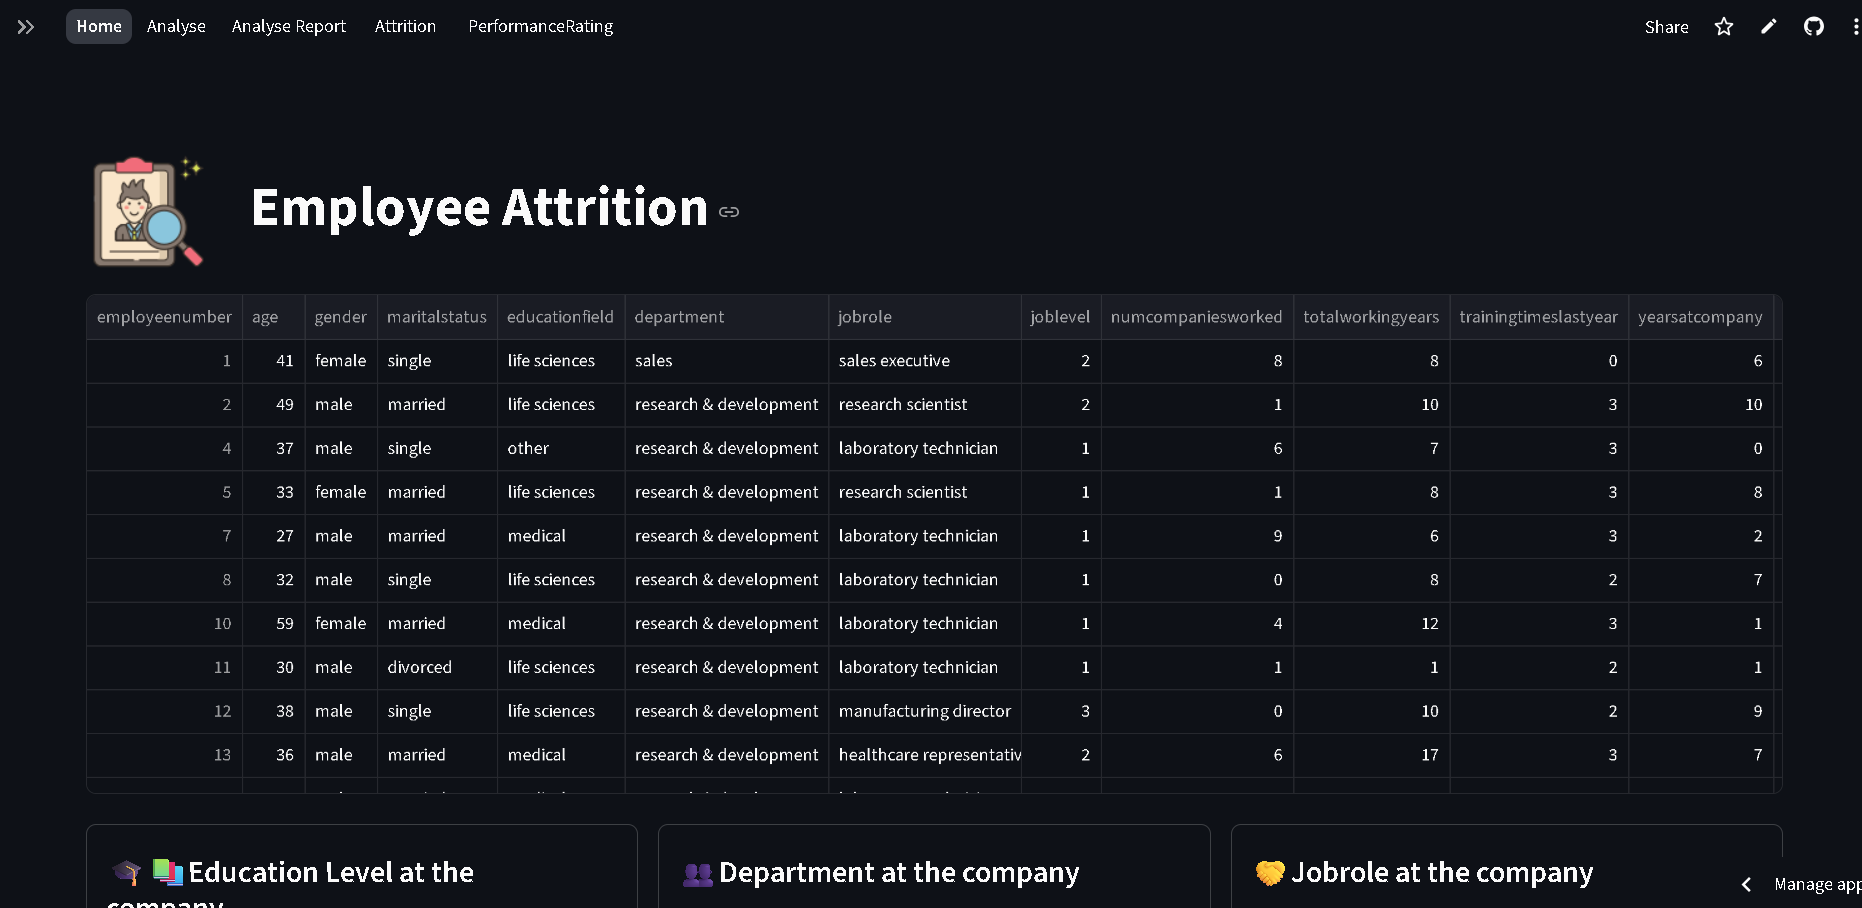 Home Analyse Analyse Report Attrition PerformanceRating Share
Employee Attrition
employeenumber age gender maritalstatus educationfield department jobrole joblevel numcompaniesworked totalworkingyears trainingtimeslastyear yearsatcompany
1 41 female single life sciences sales sales executive 2 8 8 0 6
2 49 male married life sciences research & development research scientist 2 1 10 3 10
4 37 male single other research & development laboratory technician 1 6 7 3 0
5 33 female married life sciences research & development research scientist 1 1 8 3 8
7 27 male married medical research & development laboratory technician 1 9 6 3 2
8 32 male single life sciences research & development laboratory technician 1 0 8 2 7
10 59 female married medical research & development laboratory technician 1 4 12 3 1
11 30 male divorced life sciences research & development laboratory technician 1 1 1 2 1
12 38 male single life sciences research & development manufacturing director 3 0 10 2 9
13 36 male married medical research & development healthcare representativ 2 6 17 3 7
Education Level at the
company
Department at the company
Jobrole at the company
Manage app